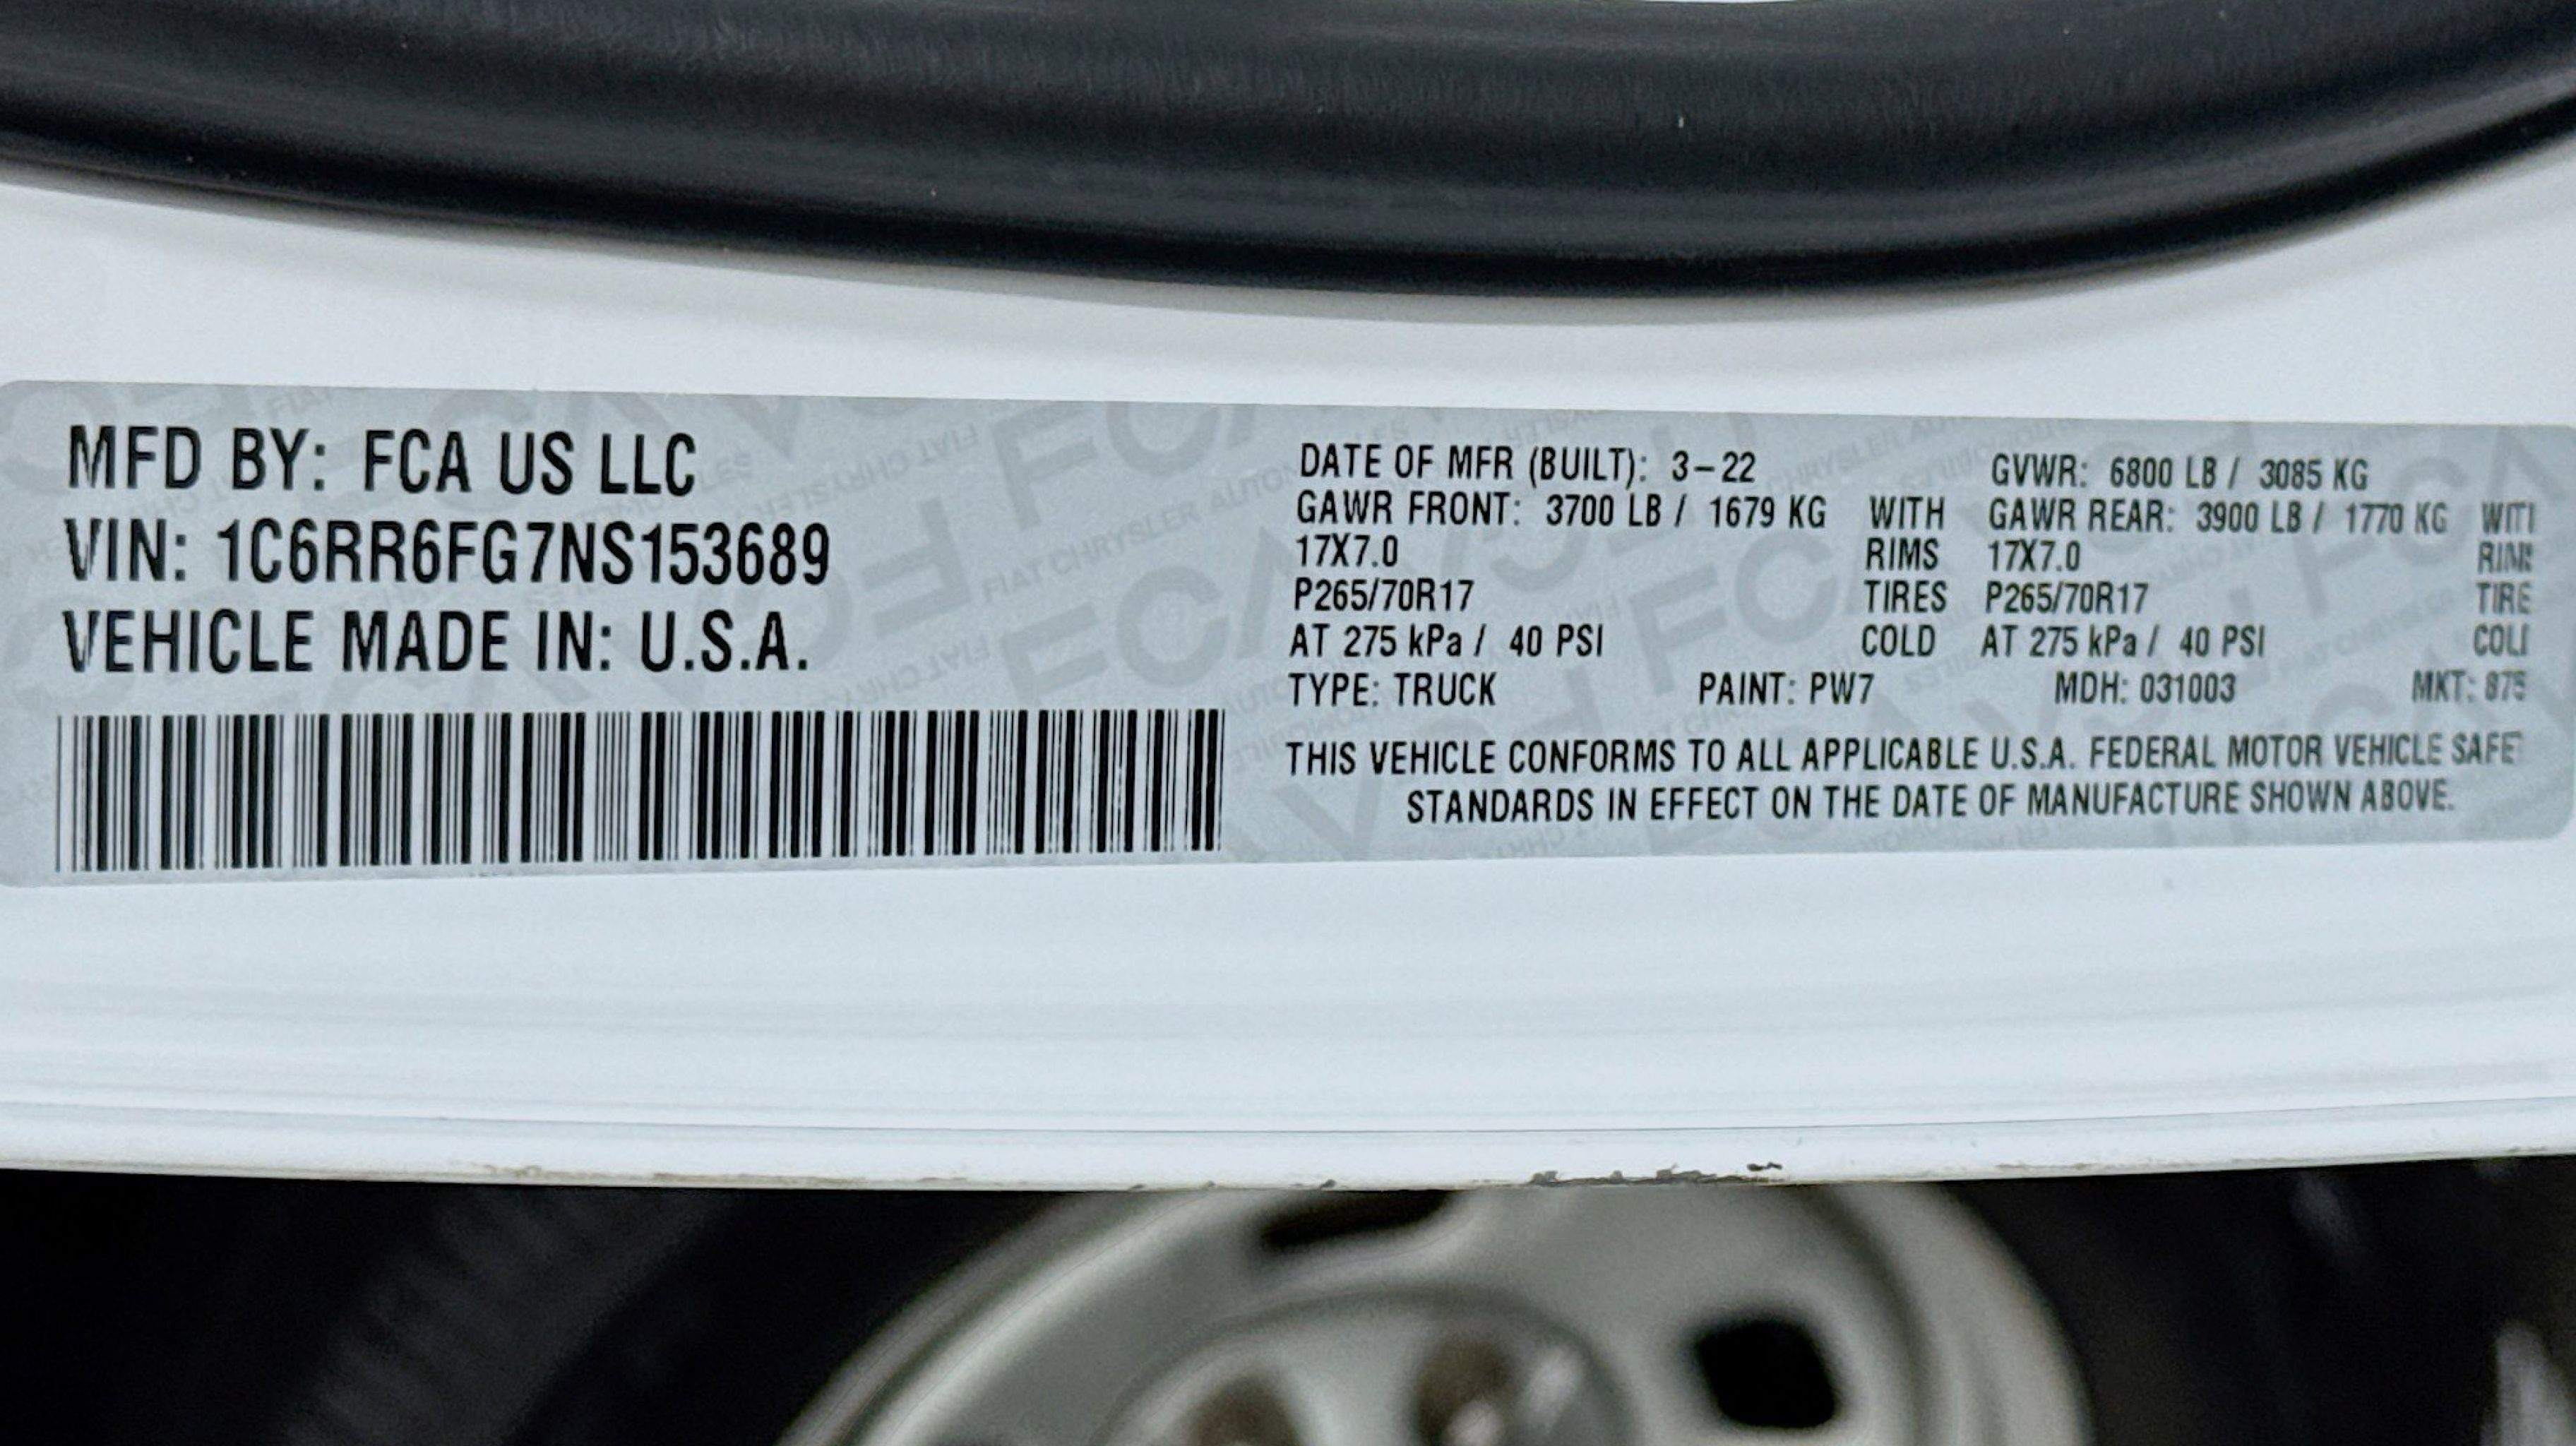 MFD BY: FCA US LLC
VIN: 1C6RR6FG7NS153689
VEHICLE MADE IN: U.S.A.
DATE OF MFR (BUILT): 3-22 GVWR: 6800 LB / 3085 KG
GAWR FRONT: 3700 LB / 1679 KG WITH GAWR REAR: 3900 LB / 1770 KG
17X7.0 RIMS 17X7.0
P265/70R17 TIRES P265/70R17
AT 275 kPa / 40 PSI COLD AT 275 kPa / 40 PSI
TYPE: TRUCK PAINT: PW7 MDH: 031003 MKT:
THIS VEHICLE CONFORMS TO ALL APPLICABLE U.S.A. FEDERAL MOTOR VEHICLE SAFE
STANDARDS IN EFFECT ON THE DATE OF MANUFACTURE SHOWN ABOVE.